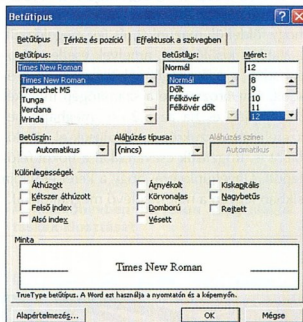 Betűtípus
Betűtípus Térköz és pozíció Effektusok a szövegben
Betűtípus: Betűstílus: Méret:
Times New Roman Normál 12
Times New Roman Normál 8
Trebuchet MS Dőlt 9
Tunga Félkövér 10
Verdana Félkövér dőlt 11
Vrinda 12
Betűszín: Aláhúzás típusa: Aláhúzás színe:
Automatikus (nincs) Automatikus
Különlegességek
Áthúzott Árnyékolt Kiskapitális
Kétszer áthúzott Körvonalas Nagybetűs
Felső index Domború Rejtett
Alsó index Vésett
Minta
Times New Roman
TrueType betűtípus. A Word ezt használja a nyomtatón és a képernyőn.
Alapértelmezés... OK Mégse